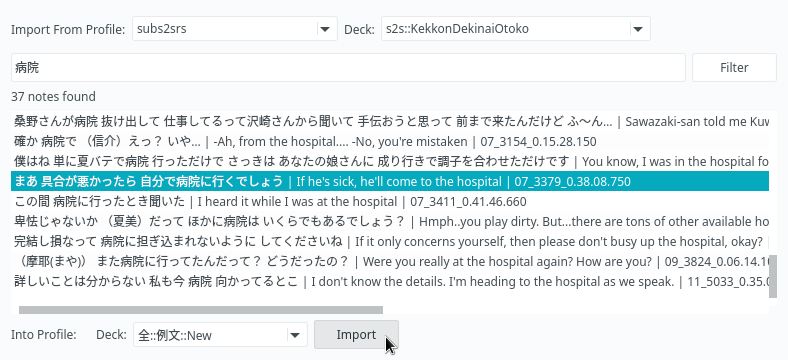 Import From Profile: subs2srs Deck: s2s::KekkonDekinaiOtoko
病院 Filter
37 notes found
桑野さんが病院 抜け出して 仕事してるって沢崎さんから聞いて 手伝おうと思って 前まで来たんだけど ふ～ん… | Sawazaki-san told me Kuw
確か 病院で （信介）えっ？ いや… | -Ah, from the hospital.... -No, you're mistaken | 07_3154_0.15.28.150
僕はね 単に夏バテで病院 行っただけで さっきは あなたの娘さんに 成り行きで調子を合わせただけです | You know, I was in the hospital fo
まあ 具合が悪かったら 自分で病院に行くでしょう | If he's sick, he'll come to the hospital | 07_3379_0.38.08.750
この間 病院に行ったとき聞いた | I heard it while I was at the hospital | 07_3411_0.41.46.660
卑怯じゃないか （夏美）だって ほかに病院は いくらでもあるでしょう？ | Hmph..you play dirty. But...there are tons of other available ho
完結し損なって 病院に担ぎ込まれないように してくださいね | If it only concerns yourself, then please don't busy up the hospital, okay? |
（摩耶(まや)） また病院に行ってたんだって？ どうだったの？ | Were you really at the hospital again? How are you? | 09_3824_0.06.14.10
詳しいことは分からない 私も今 病院 向かってるとこ | I don't know the details. I'm heading to the hospital as we speak. | 11_5033_0.35.0
Into Profile: Deck: 全::例文::New Import